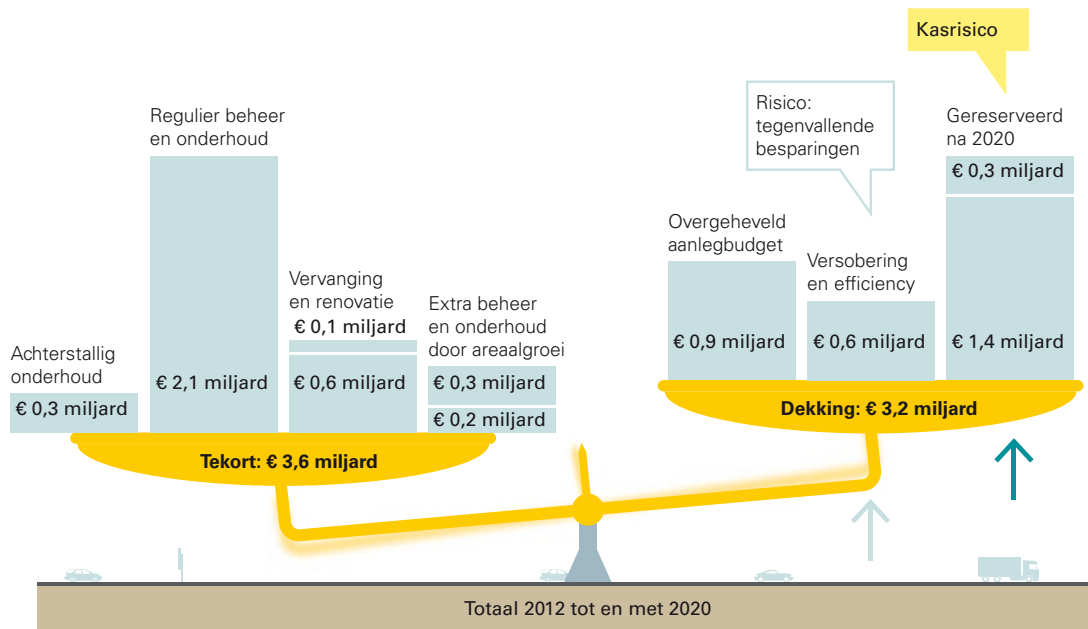 Kasrisico
Risico:
tegenvallende
besparingen
Regulier beheer
en onderhoud
Gereserveerd
na 2020
€ 0,3 miljard
Overgeheveld
aanlegbudget
Versobering
en efficiency
Vervanging
en renovatie
€ 0,1 miljard
Extra beheer
en onderhoud
door areaalgroei
Achterstallig
onderhoud
€ 0,3 miljard
€ 2,1 miljard
€ 0,6 miljard
€ 0,3 miljard
€ 0,2 miljard
€ 0,9 miljard
€ 0,6 miljard
€ 1,4 miljard
Dekking: € 3,2 miljard
Tekort: € 3,6 miljard
Totaal 2012 tot en met 2020